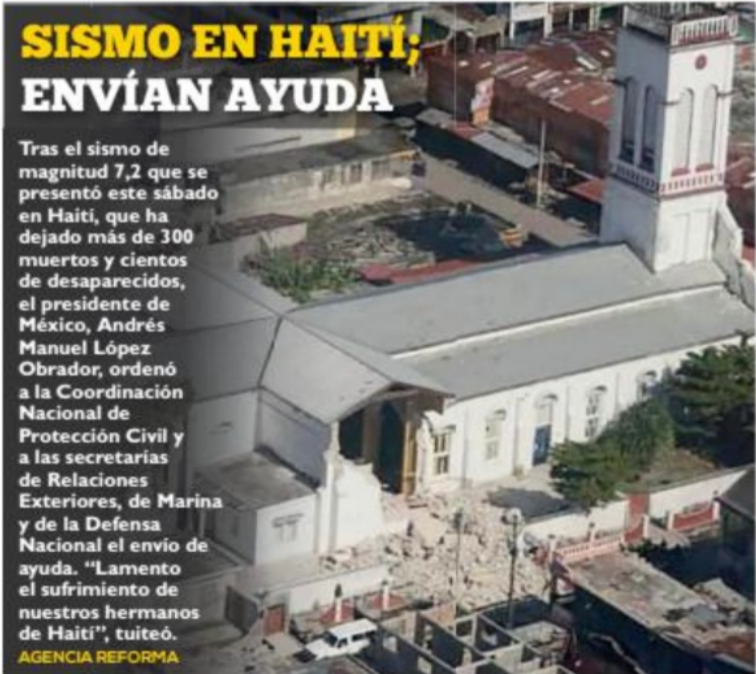 SISMO EN HAITÍ;
ENVÍAN AYUDA
Tras el sismo de
magnitud 7,2 que se
presentó este sábado
en Haití, que ha
dejado más de 300
muertos y cientos
de desaparecidos,
el presidente de
México, Andrés
Manuel López
Obrador, ordenó
a la Coordinación
Nacional de
Protección Civil y
a las secretarías
de Relaciones
Exteriores, de Marina
y de la Defensa
Nacional el envío de
ayuda. “Lamento
el sufrimiento de
nuestros hermanos
de Haití”, tuiteó.
AGENCIA REFORMA